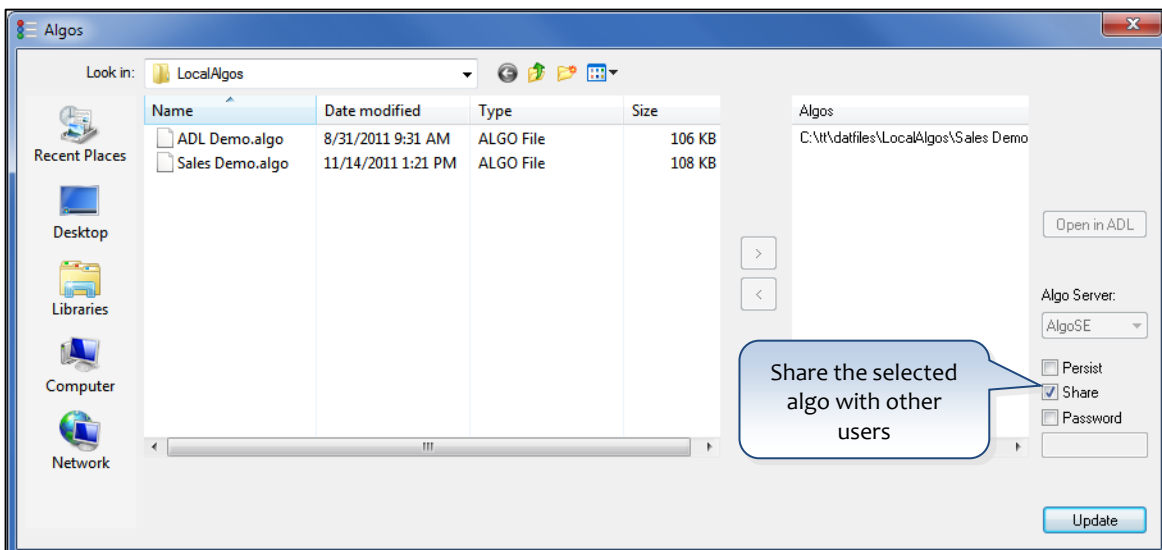 Algos
Look in: LocalAlgos
Name Date modified Type Size
ADL Demo.algo 8/31/2011 9:31 AM ALGO File 106 KB
Sales Demo.algo 11/14/2011 1:21 PM ALGO File 108 KB
Recent Places
Desktop
Libraries
Computer
Network
>
<
Algos
C:\tt\datfiles\LocalAlgos\Sales Demo
Open in ADL
Algo Server:
AlgoSE
Persist
Share
Password
Share the selected
algo with other
users
Update